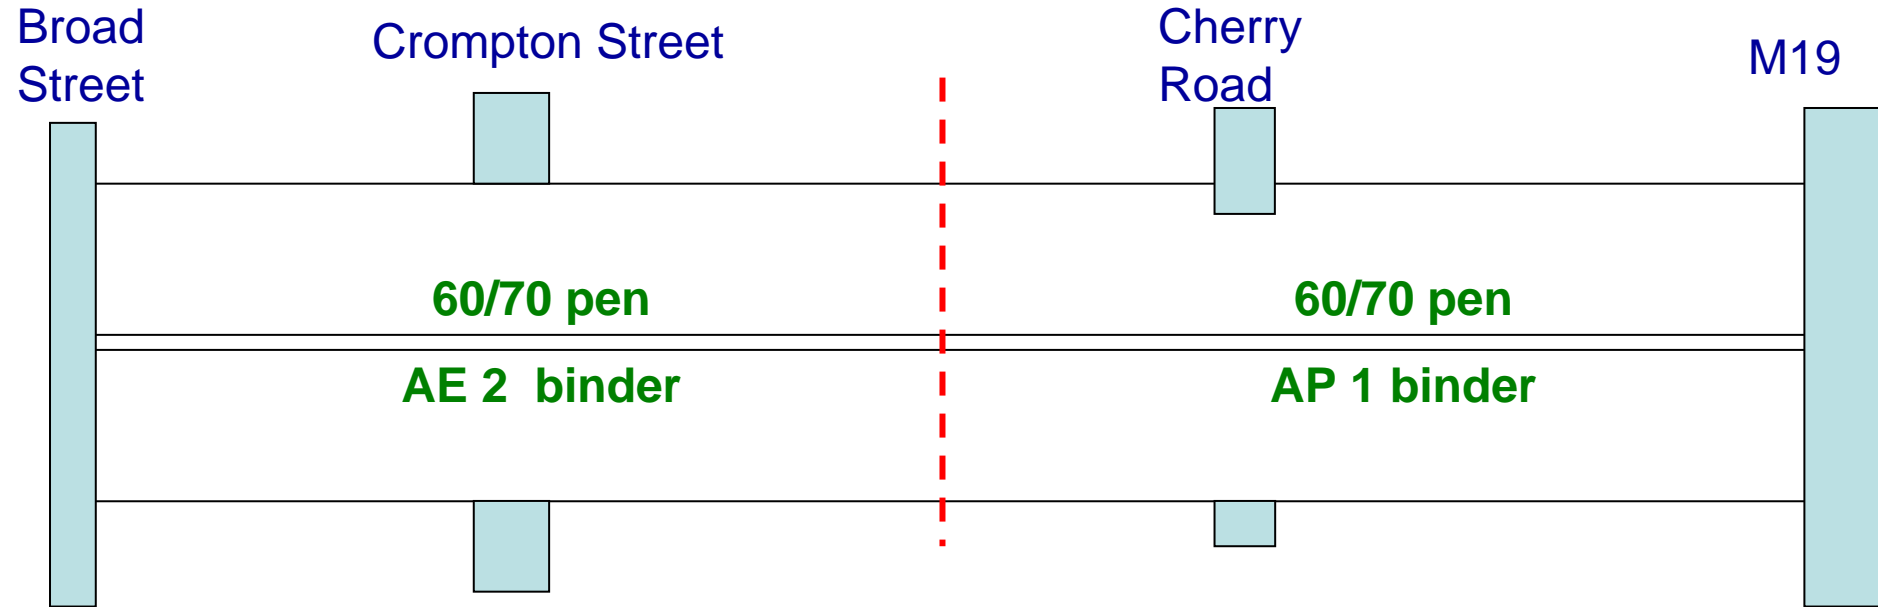 Broad
Street
Crompton Street
Cherry
Road
M19
60/70 pen
60/70 pen
AE 2 binder
AP 1 binder